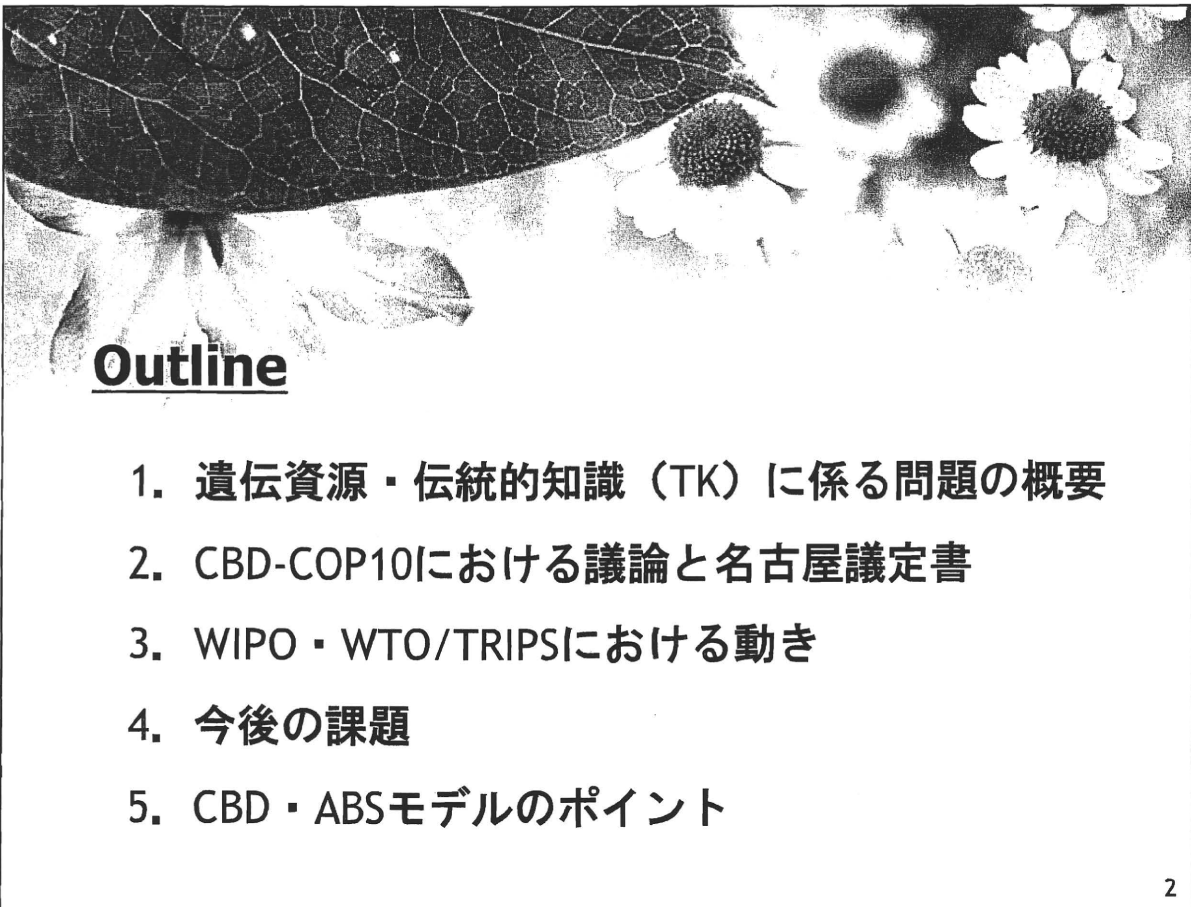 Outline
1. 遺伝資源・伝統的知識（TK）に係る問題の概要
2. CBD-COP10における議論と名古屋議定書
3. WIPO・WTO/TRIPSにおける動き
4. 今後の課題
5. CBD・ABSモデルのポイント
2